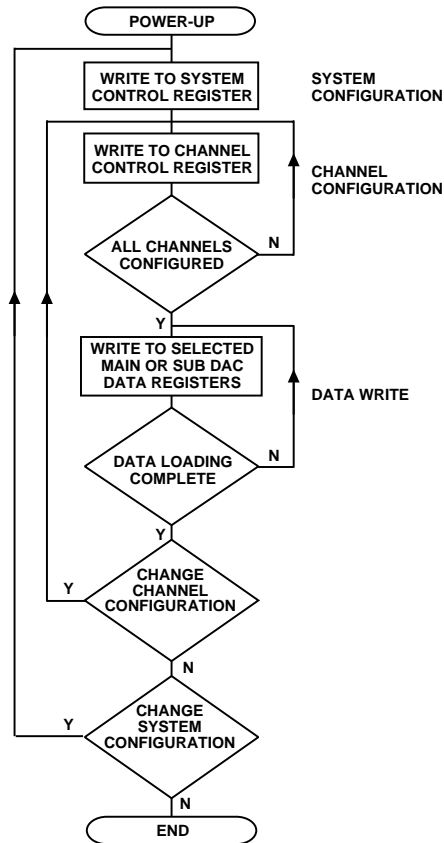 POWER-UP
WRITE TO SYSTEM
CONTROL REGISTER
SYSTEM
CONFIGURATION
WRITE TO CHANNEL
CONTROL REGISTER
CHANNEL
CONFIGURATION
ALL CHANNELS
CONFIGURED
N
Y
WRITE TO SELECTED
MAIN OR SUB DAC
DATA REGISTERS
DATA WRITE
DATA LOADING
COMPLETE
N
Y
CHANGE
CHANNEL
CONFIGURATION
Y
N
CHANGE
SYSTEM
CONFIGURATION
Y
N
END